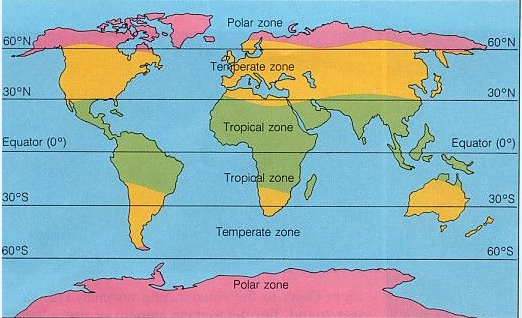 Polar zone
60°N
60°N
Temperate zone
30°N
30°N
Tropical zone
Equator (0°)
Equator (0°)
Tropical zone
30°S
30°S
Temperate zone
60°S
60°S
Polar zone